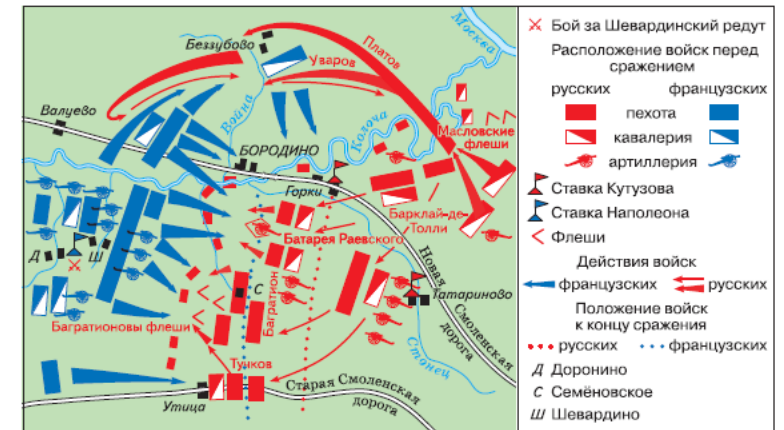 Беззубово
Платов
Москва
Уваров
Валуево
Война
Колоча
Масловские
флеши
БОРОДИНО
Горки
Барклай-де-
Толли
Батарея Раевского
Новая
Смоленская
дорога
Д
Ш
С
Багратион
Татариново
Багратионовы флеши
Стонец
Тучков
Утица
Старая Смоленская
дорога
Бой за Шевардинский редут
Расположение войск перед
сражением
русских французских
пехота
кавалерия
артиллерия
Ставка Кутузова
Ставка Наполеона
Флеши
Действия войск
французских русских
Положение войск
к концу сражения
русских французских
Д Доронино
С Семёновское
Ш Шевардино